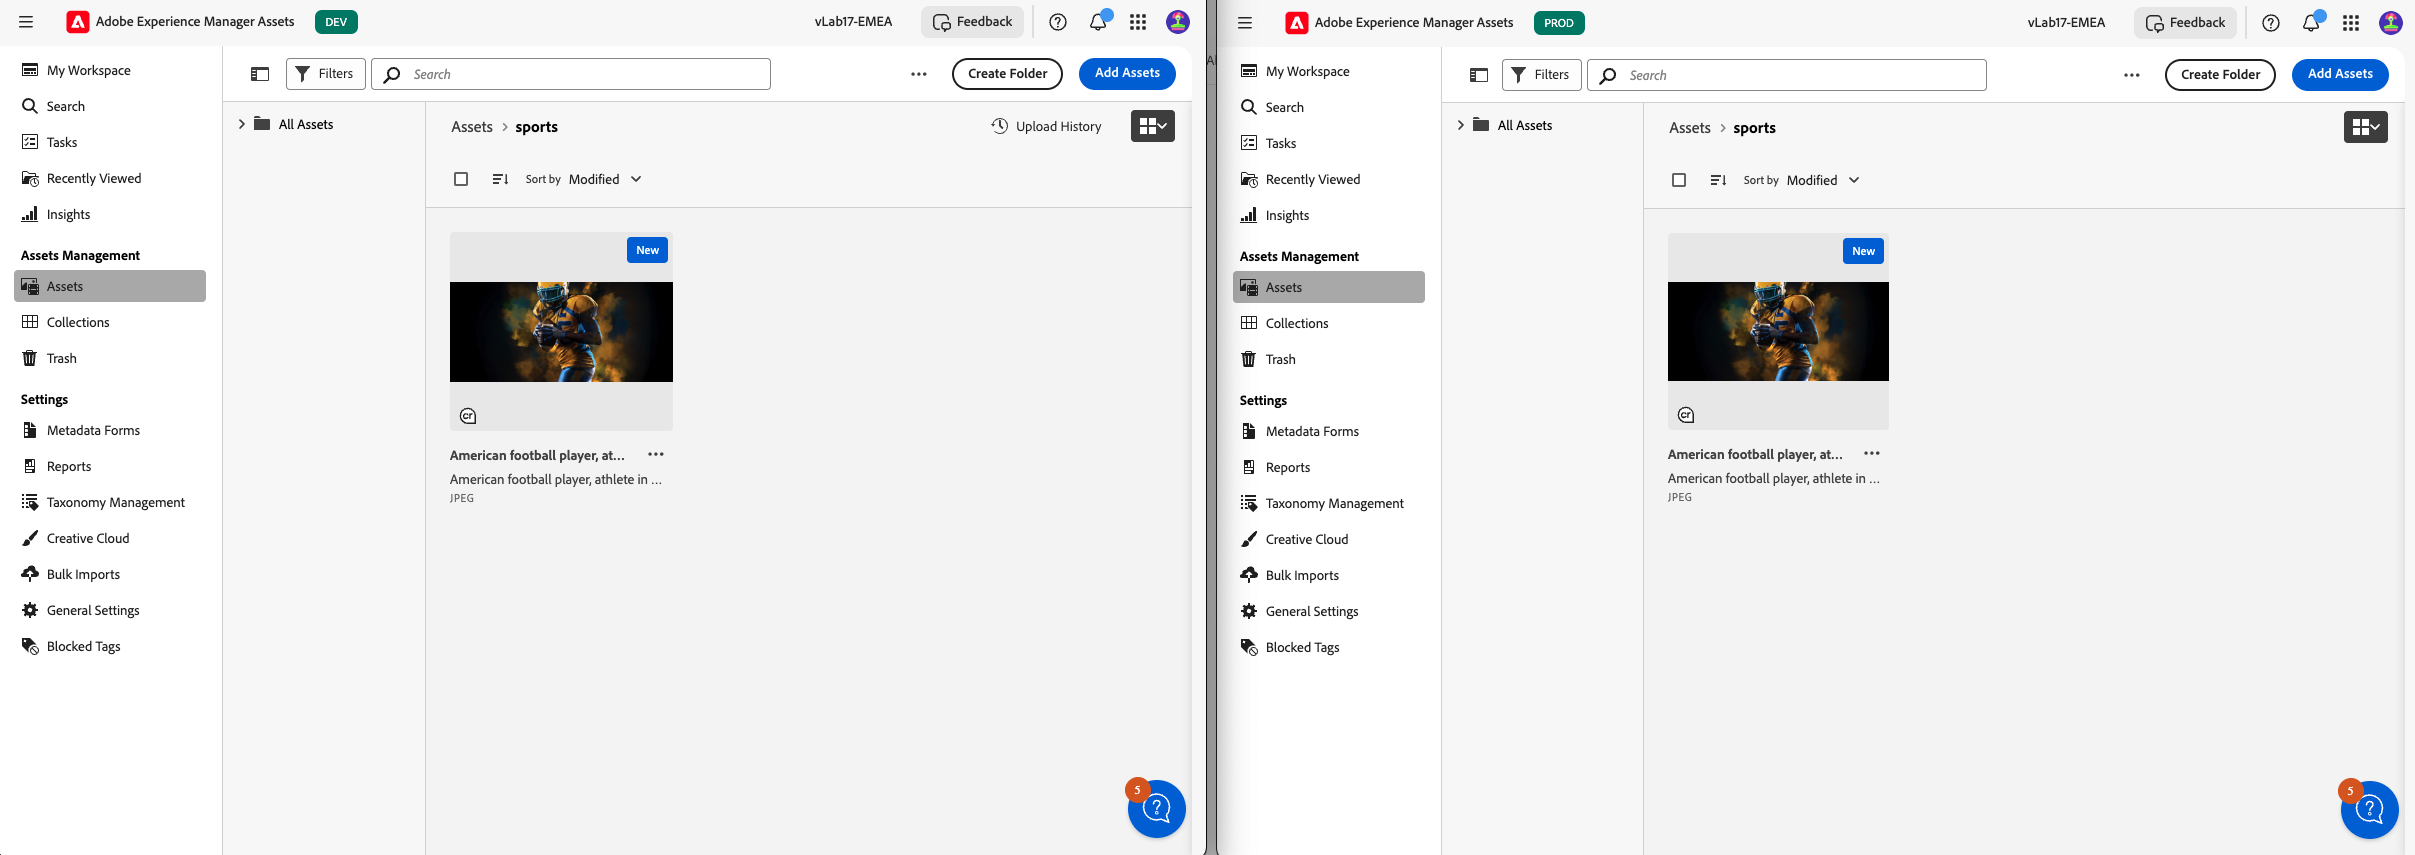 Adobe Experience Manager Assets DEV vLab17-EMEA Feedback
My Workspace
Search
Tasks
Recently Viewed
Insights
Assets Management
Assets
Collections
Trash
Settings
Metadata Forms
Reports
Taxonomy Management
Creative Cloud
Bulk Imports
General Settings
Blocked Tags
Filters Search Create Folder Add Assets
All Assets
Assets > sports Upload History
Sort by Modified
New
cr
American football player, at...
American football player, athlete in ...
JPEG
5
Adobe Experience Manager Assets PROD vLab17-EMEA Feedback
My Workspace
Search
Tasks
Recently Viewed
Insights
Assets Management
Assets
Collections
Trash
Settings
Metadata Forms
Reports
Taxonomy Management
Creative Cloud
Bulk Imports
General Settings
Blocked Tags
Filters Search Create Folder Add Assets
All Assets
Assets > sports
Sort by Modified
New
cr
American football player, at...
American football player, athlete in ...
JPEG
5